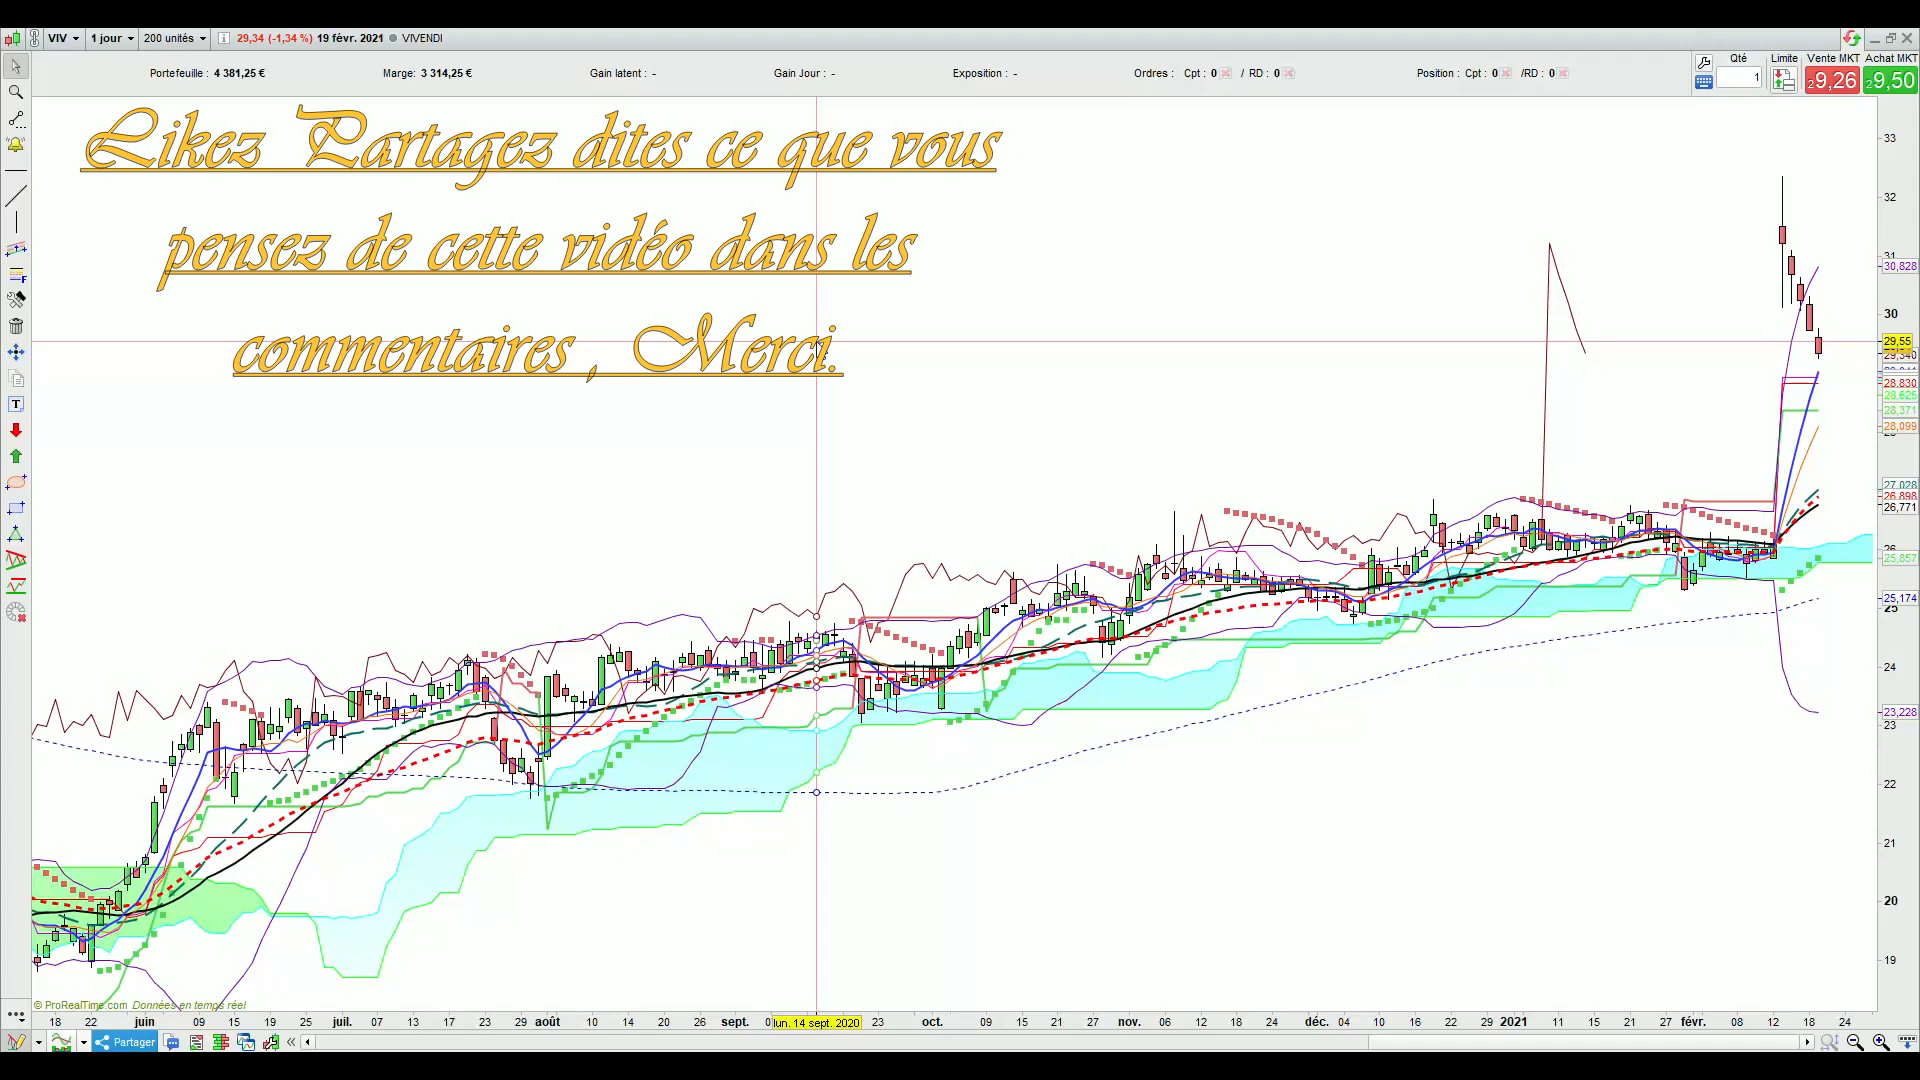 VIV 1 jour 200 unités 29,34 (-1,34 %) 19 févr. 2021 VIVENDI
Portefeuille : 4 381,25 € Marge: 3 314,25 € Gain latent : - Gain Jour : - Exposition : - Ordres : Cpt : 0 / RD : 0 Position : Cpt : 0 /RD : 0
Qté Limite Vente MKT Achat MKT
1 29,26 29,50
Likez Partagez dites ce que vous
pensez de cette vidéo dans les
commentaires , Merci.
33
32
31
30,828
30
29,55
29,340
28,830
28,625
28,371
28,099
27,028
26,898
26,771
26
25,857
25,174
25
24
23,228
23
22
21
20
19
© ProRealTime.com Données en temps réel
18 22 juin 09 15 19 25 juil. 07 13 17 23 29 août 10 14 20 26 sept. lun. 14 sept. 2020 23 oct. 09 15 21 27 nov. 06 12 18 24 déc. 04 10 16 22 29 2021 11 15 21 27 févr. 08 12 18 24
Partager